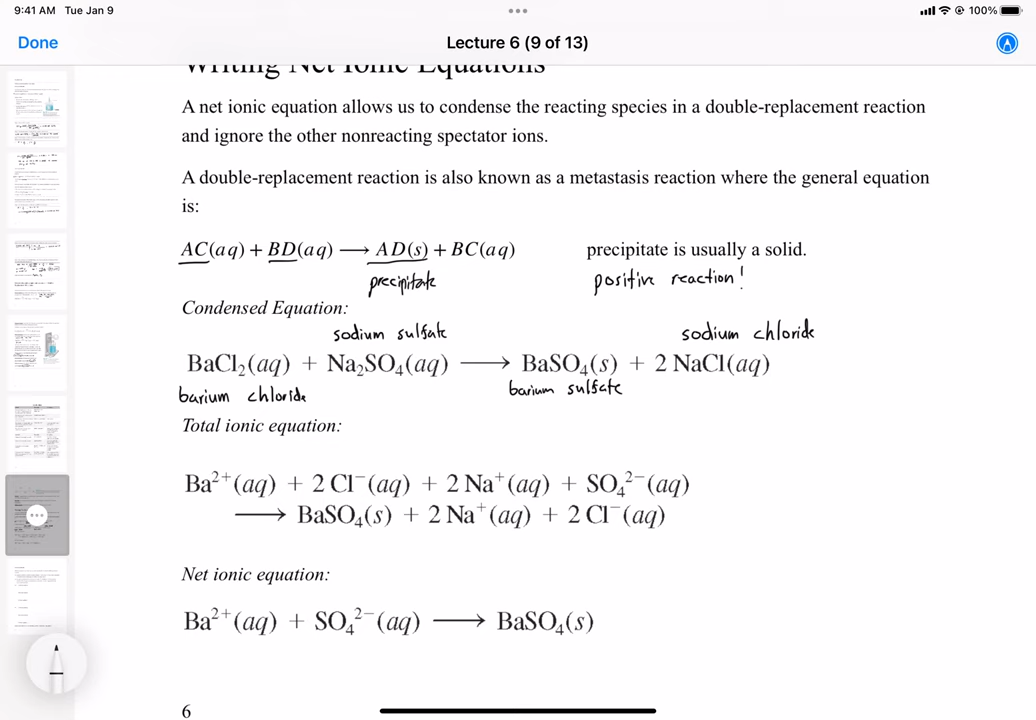 9:41 AM Tue Jan 9
100%
Done
Lecture 6 (9 of 13)
Writing Net Ionic Equations
A net ionic equation allows us to condense the reacting species in a double-replacement reaction
and ignore the other nonreacting spectator ions.
A double-replacement reaction is also known as a metastasis reaction where the general equation
is:
AC(aq) + BD(aq) ⟶ AD(s) + BC(aq) precipitate is usually a solid.
precipitate positive reaction!
Condensed Equation:
sodium sulfate sodium chloride
BaCl₂(aq) + Na₂SO₄(aq) ⟶ BaSO₄(s) + 2 NaCl(aq)
barium chloride barium sulfate
Total ionic equation:
Ba²⁺(aq) + 2 Cl⁻(aq) + 2 Na⁺(aq) + SO₄²⁻(aq)
⟶ BaSO₄(s) + 2 Na⁺(aq) + 2 Cl⁻(aq)
Net ionic equation:
Ba²⁺(aq) + SO₄²⁻(aq) ⟶ BaSO₄(s)
6